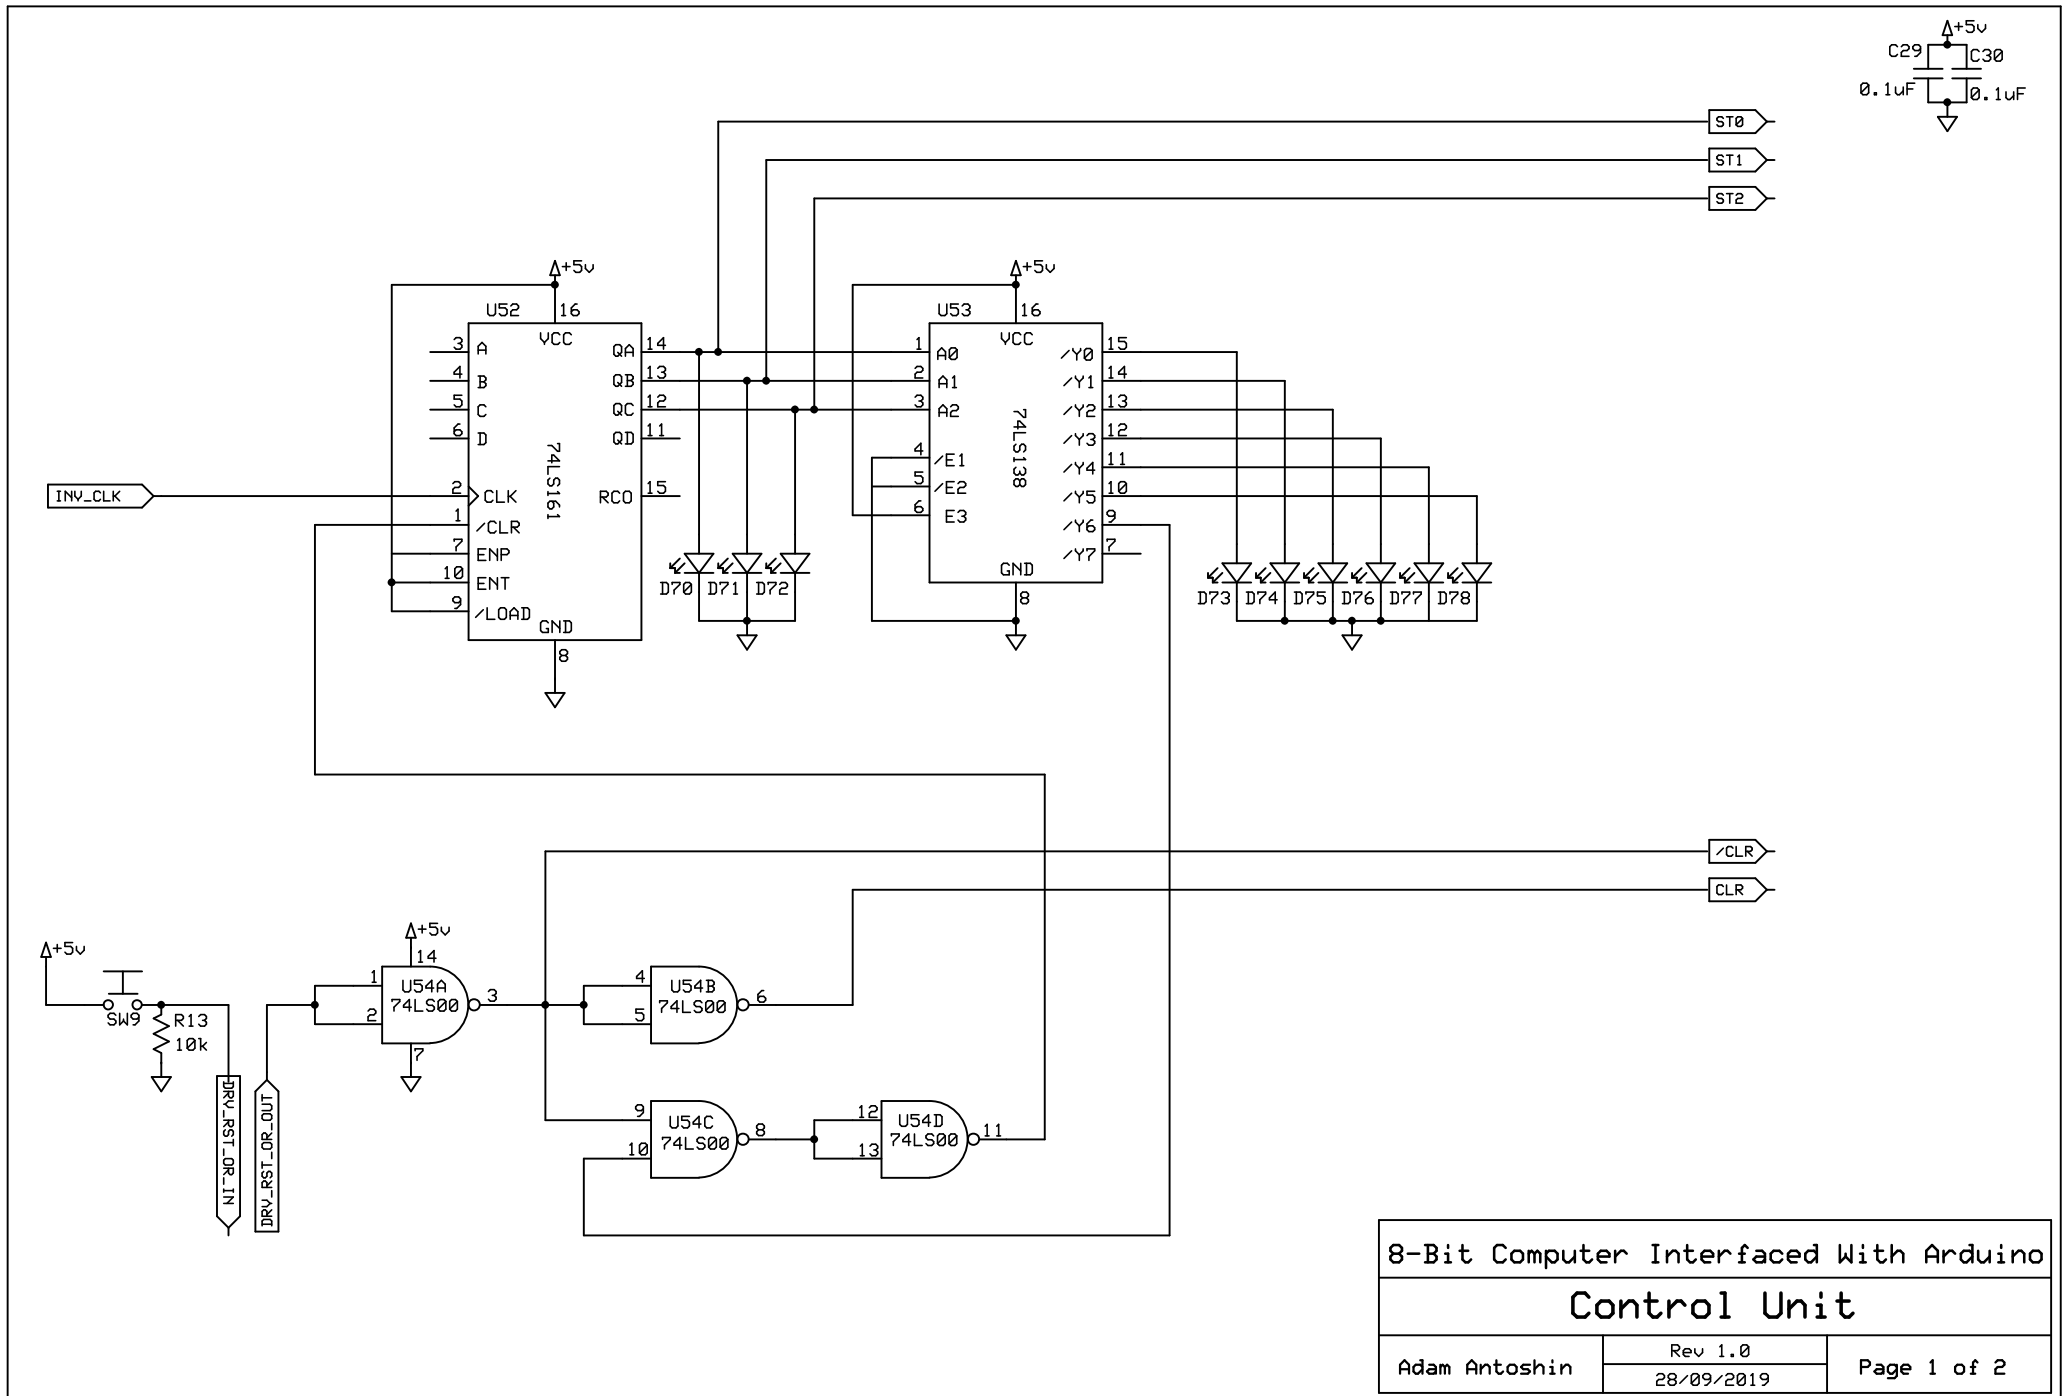 +5v
C29
C30
0.1uF
0.1uF
ST0
ST1
ST2
+5v
U52
16
VCC
3 A
4 B
5 C
6 D
2 CLK
1 /CLR
7 ENP
10 ENT
9 /LOAD
QA 14
QB 13
QC 12
QD 11
RCO 15
74LS161
GND
8
INV_CLK
D70
D71
D72
+5v
U53
16
VCC
1 A0
2 A1
3 A2
4 /E1
5 /E2
6 E3
/Y0 15
/Y1 14
/Y2 13
/Y3 12
/Y4 11
/Y5 10
/Y6 9
/Y7 7
74LS138
GND
8
D73
D74
D75
D76
D77
D78
/CLR
CLR
+5v
SW9
R13
10k
DRV_RST_OR_IN
DRV_RST_OR_OUT
+5v
14
1
2
U54A
74LS00
3
7
4
5
U54B
74LS00
6
9
10
U54C
74LS00
8
12
13
U54D
74LS00
11
8-Bit Computer Interfaced With Arduino
Control Unit
Adam Antoshin
Rev 1.0
28/09/2019
Page 1 of 2